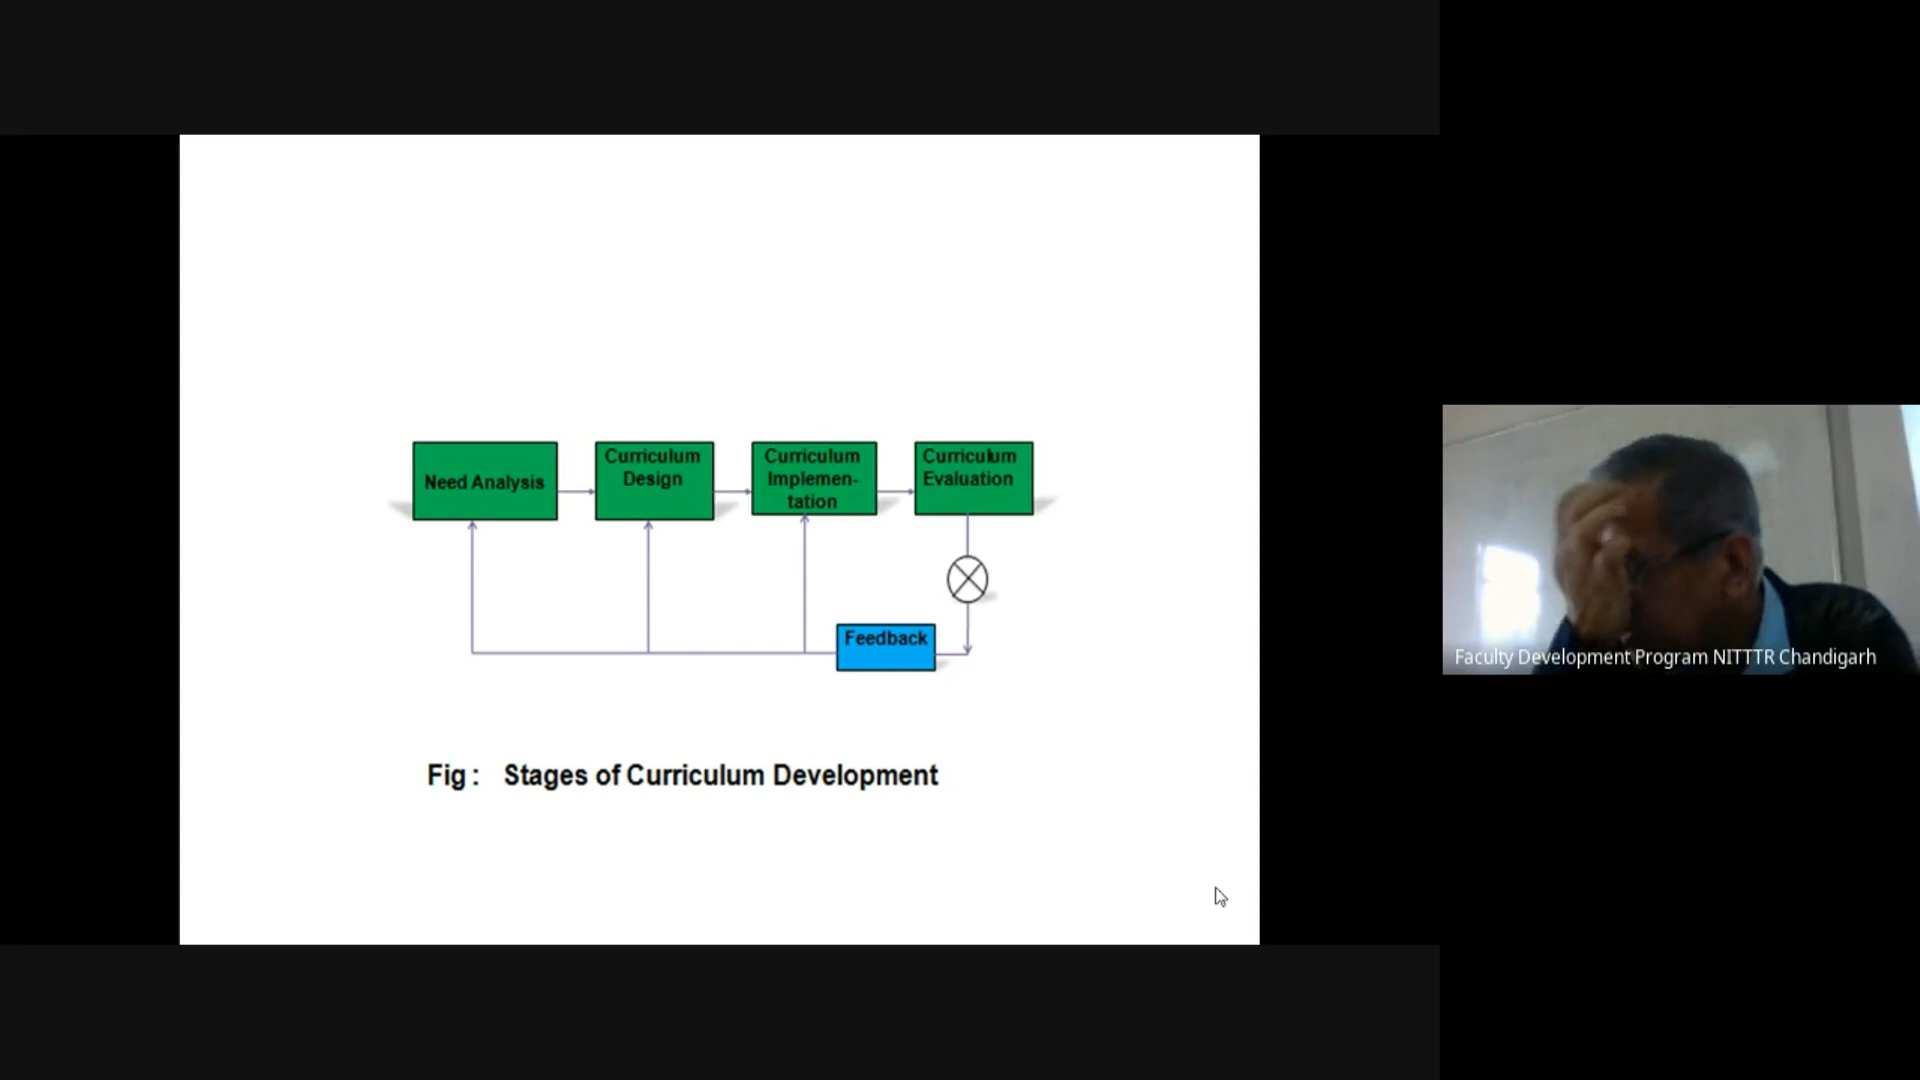 Need Analysis
Curriculum
Design
Curriculum
Implemen-
tation
Curriculum
Evaluation
Feedback
Fig : Stages of Curriculum Development
Faculty Development Program NITTTR Chandigarh